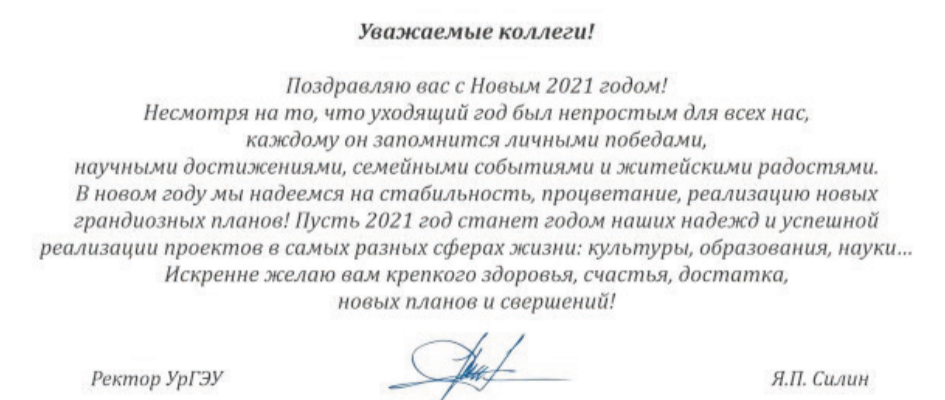 Уважаемые коллеги!
Поздравляю вас с Новым 2021 годом!
Несмотря на то, что уходящий год был непростым для всех нас,
каждому он запомнится личными победами,
научными достижениями, семейными событиями и житейскими радостями.
В новом году мы надеемся на стабильность, процветание, реализацию новых
грандиозных планов! Пусть 2021 год станет годом наших надежд и успешной
реализации проектов в самых разных сферах жизни: культуры, образования, науки...
Искренне желаю вам крепкого здоровья, счастья, достатка,
новых планов и свершений!
Ректор УрГЭУ Я.П. Силин